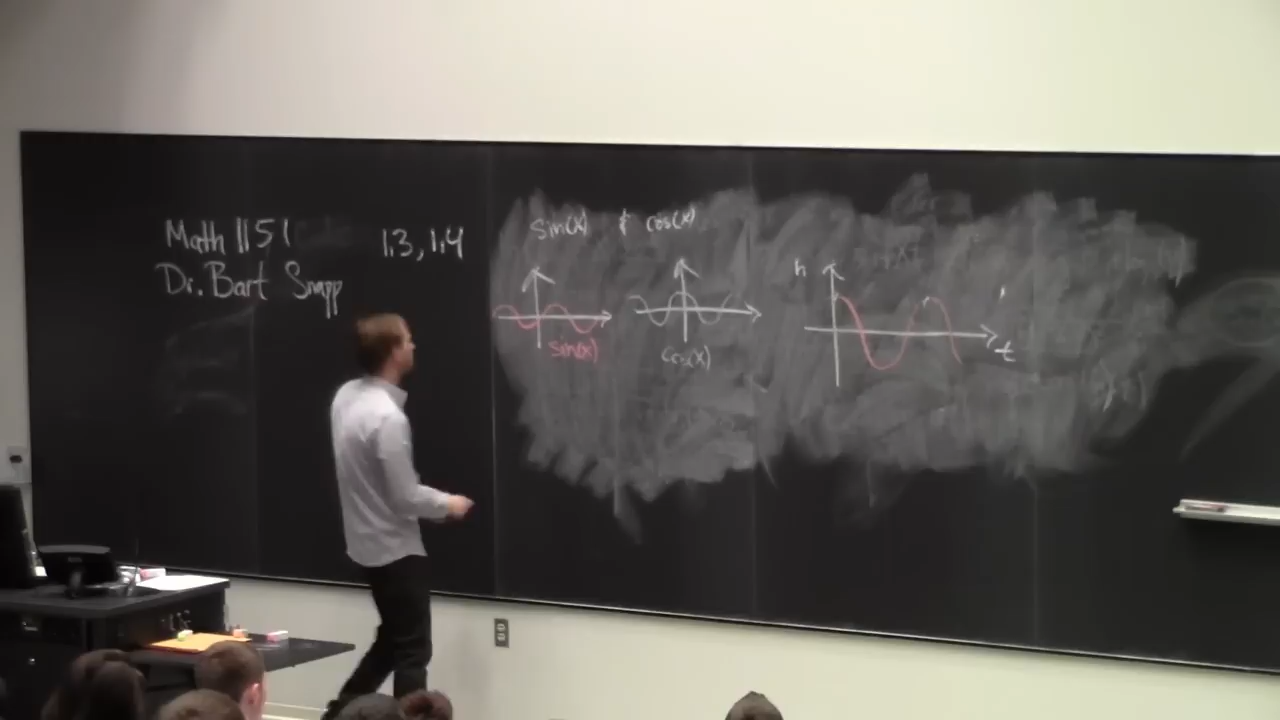 Math 1151
Dr. Bart Snapp
1.3, 1.4
Sin(x) & cos(x)
sin(x)
cos(x)
h
t